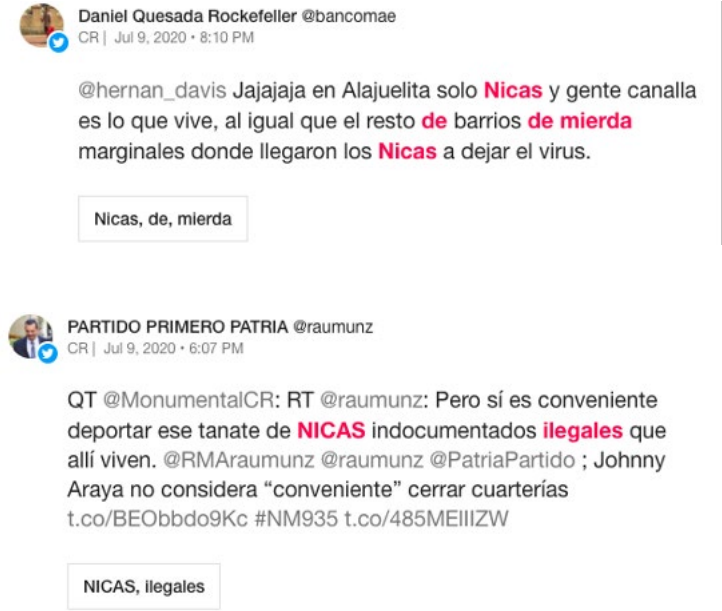 Daniel Quesada Rockefeller @bancomae
CR | Jul 9, 2020 • 8:10 PM
@hernan_davis Jajajaja en Alajuelita solo Nicas y gente canalla
es lo que vive, al igual que el resto de barrios de mierda
marginales donde llegaron los Nicas a dejar el virus.
Nicas, de, mierda
PARTIDO PRIMERO PATRIA @raumunz
CR | Jul 9, 2020 • 6:07 PM
QT @MonumentalCR: RT @raumunz: Pero sí es conveniente
deportar ese tanate de NICAS indocumentados ilegales que
allí viven. @RMAraumunz @raumunz @PatriaPartido ; Johnny
Araya no considera “conveniente” cerrar cuarterías
t.co/BEObbdo9Kc #NM935 t.co/485MEIIIZW
NICAS, ilegales